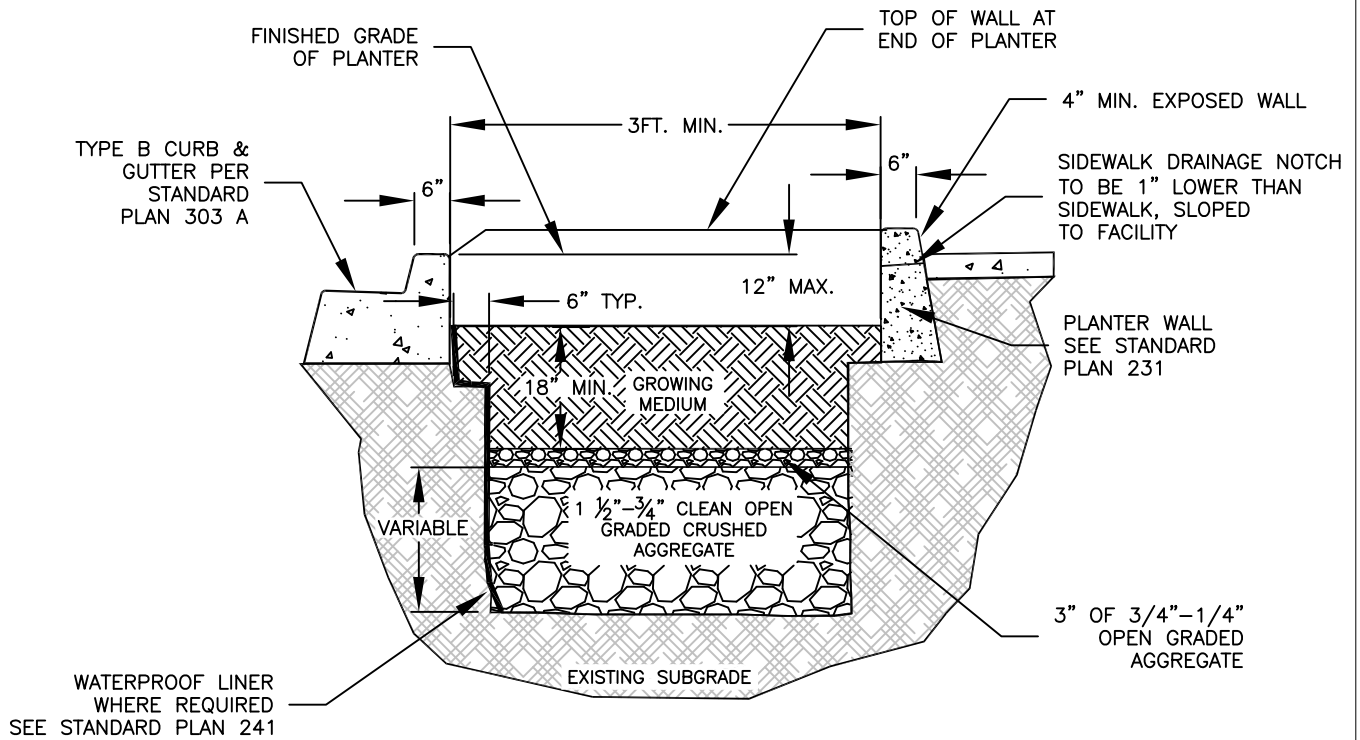 TOP OF WALL AT
END OF PLANTER
FINISHED GRADE
OF PLANTER
4” MIN. EXPOSED WALL
3FT. MIN.
TYPE B CURB &
GUTTER PER
STANDARD
PLAN 303 A
6”
6”
SIDEWALK DRAINAGE NOTCH
TO BE 1” LOWER THAN
SIDEWALK, SLOPED
TO FACILITY
12” MAX.
6” TYP.
PLANTER WALL
SEE STANDARD
PLAN 231
18” MIN.
GROWING
MEDIUM
VARIABLE
1 ½”–¾” CLEAN OPEN
GRADED CRUSHED
AGGREGATE
3” OF 3/4”–1/4”
OPEN GRADED
AGGREGATE
EXISTING SUBGRADE
WATERPROOF LINER
WHERE REQUIRED
SEE STANDARD PLAN 241